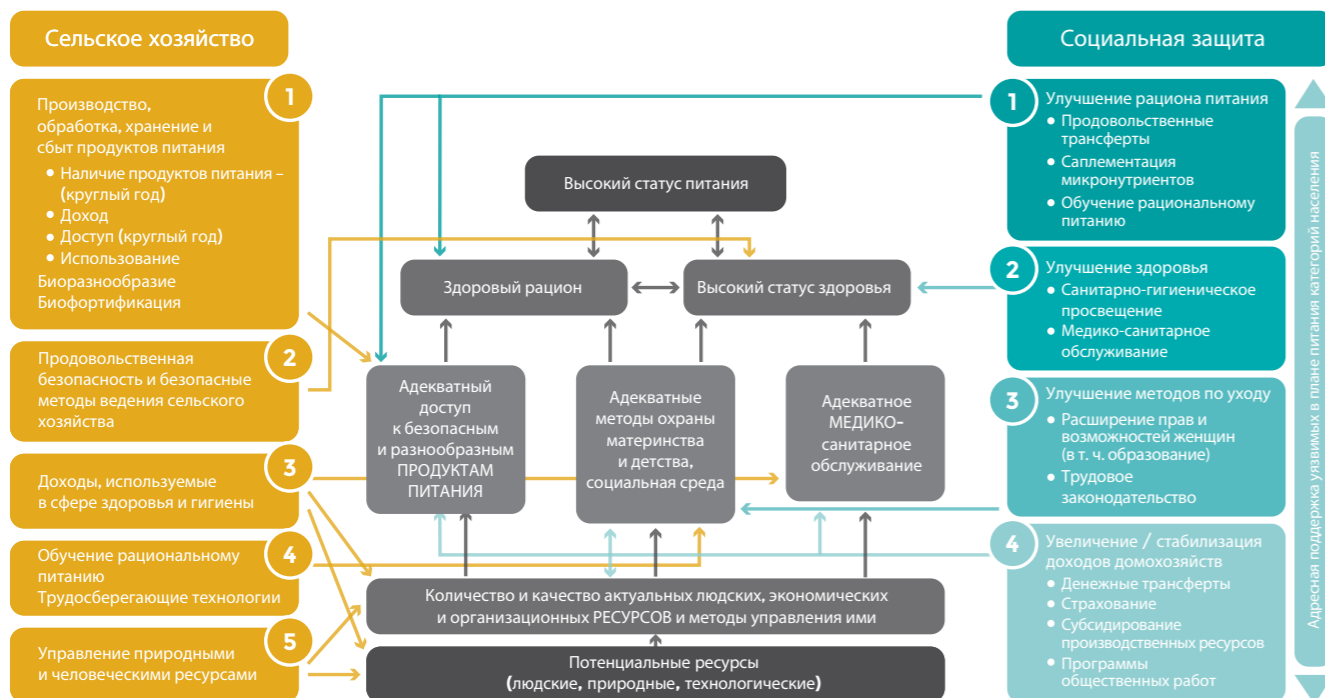 Сельское хозяйство
1
Производство,
обработка, хранение и
сбыт продуктов питания
• Наличие продуктов питания –
(круглый год)
• Доход
• Доступ (круглый год)
• Использование
Биоразнообразие
Биофортификация
2
Продовольственная
безопасность и безопасные
методы ведения сельского
хозяйства
3
Доходы, используемые
в сфере здоровья и гигиены
4
Обучение рациональному
питанию
Трудосберегающие технологии
5
Управление природными
и человеческими ресурсами
Высокий статус питания
Здоровый рацион
Высокий статус здоровья
Адекватный
доступ
к безопасным
и разнообразным
ПРОДУКТАМ
ПИТАНИЯ
Адекватные
методы охраны
материнства
и детства,
социальная среда
Адекватное
МЕДИКО-
санитарное
обслуживание
Количество и качество актуальных людских, экономических
и организационных РЕСУРСОВ и методы управления ими
Потенциальные ресурсы
(людские, природные, технологические)
Социальная защита
1
Улучшение рациона питания
• Продовольственные
трансферты
• Саплементация
микронутриентов
• Обучение рациональному
питанию
2
Улучшение здоровья
• Санитарно-гигиеническое
просвещение
• Медико-санитарное
обслуживание
3
Улучшение методов по уходу
• Расширение прав и
возможностей женщин
(в т. ч. образование)
• Трудовое
законодательство
4
Увеличение / стабилизация
доходов домохозяйств
• Денежные трансферты
• Страхование
• Субсидирование
производственных ресурсов
• Программы
общественных работ
Адресная поддержка уязвимых в плане питания категорий населения